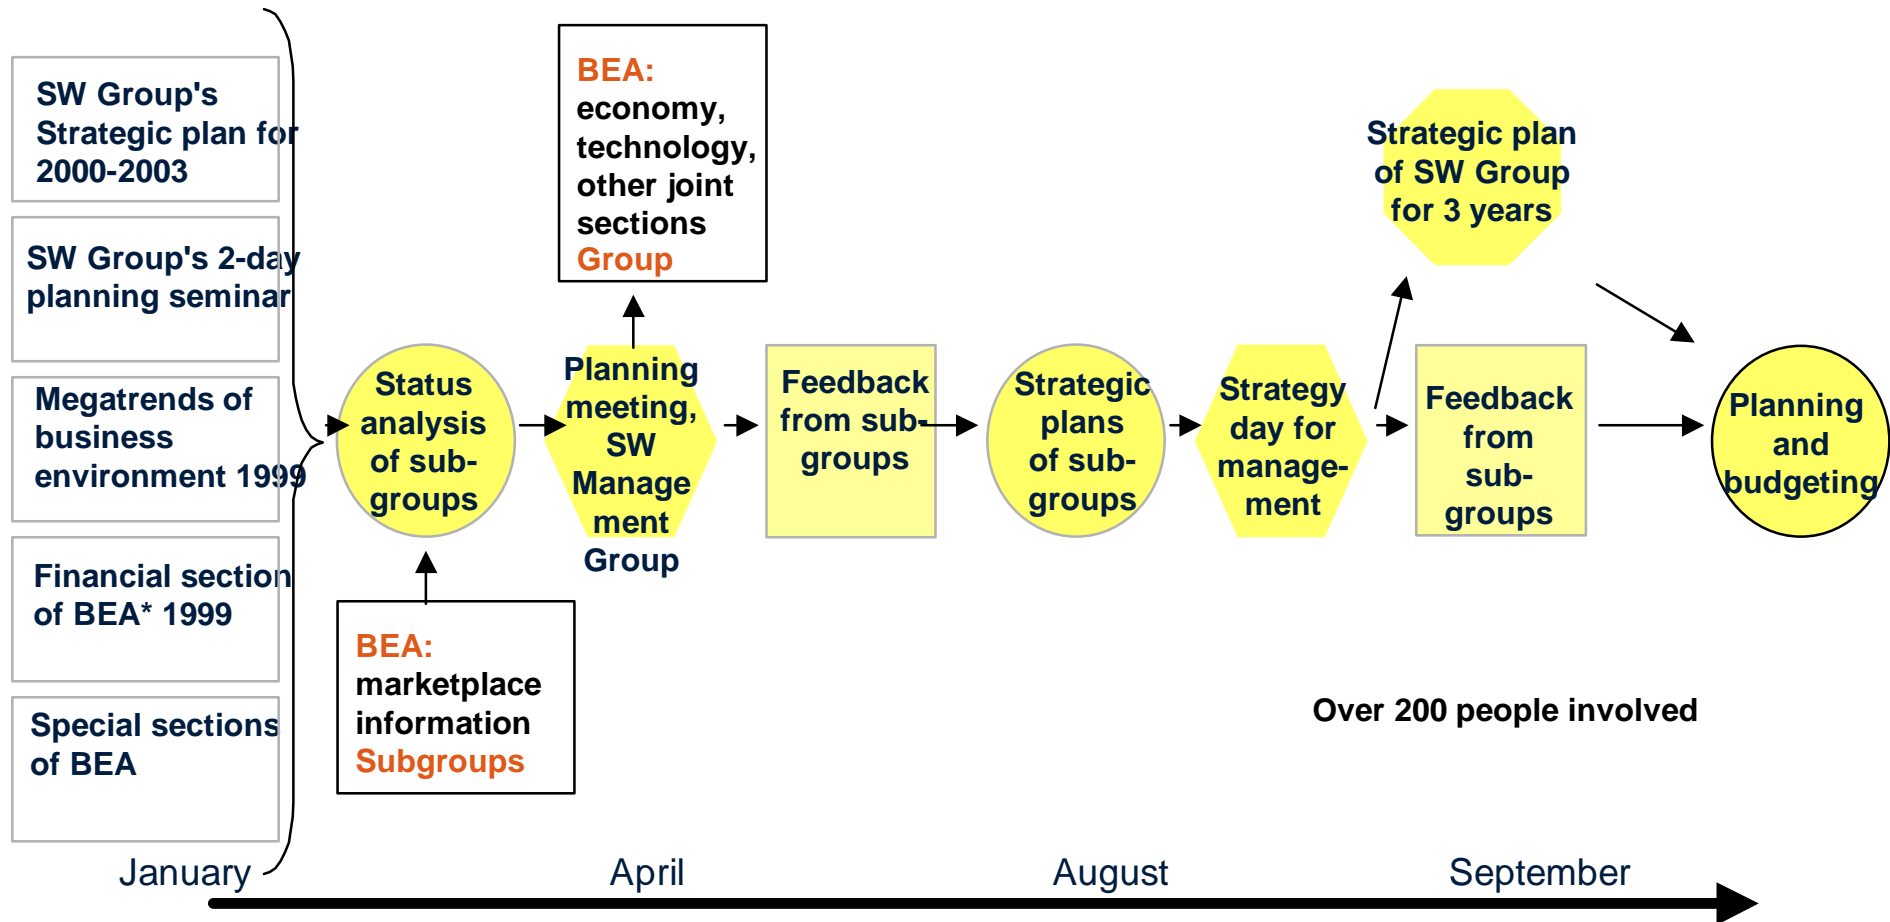 SW Group's
Strategic plan for
2000-2003
SW Group's 2-day
planning seminar
Megatrends of
business
environment 1999
Financial section
of BEA* 1999
Special sections
of BEA
Status
analysis
of sub-
groups
BEA:
marketplace
information
Subgroups
BEA:
economy,
technology,
other joint
sections
Group
Planning
meeting,
SW
Manage
ment
Group
Feedback
from sub-
groups
Strategic
plans
of sub-
groups
Strategy
day for
manage-
ment
Strategic plan
of SW Group
for 3 years
Feedback
from
sub-
groups
Planning
and
budgeting
Over 200 people involved
January
April
August
September